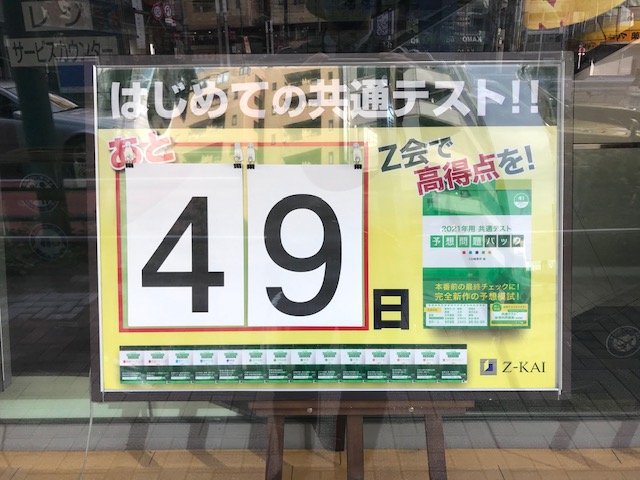 レジ
サービスカウンター
はじめての共通テスト!!
あと
49日
Z会で
高得点を!
2021年用 共通テスト
予想問題パック
本番前の最終チェックに!
完全新作の予想模試!
Z-KAI